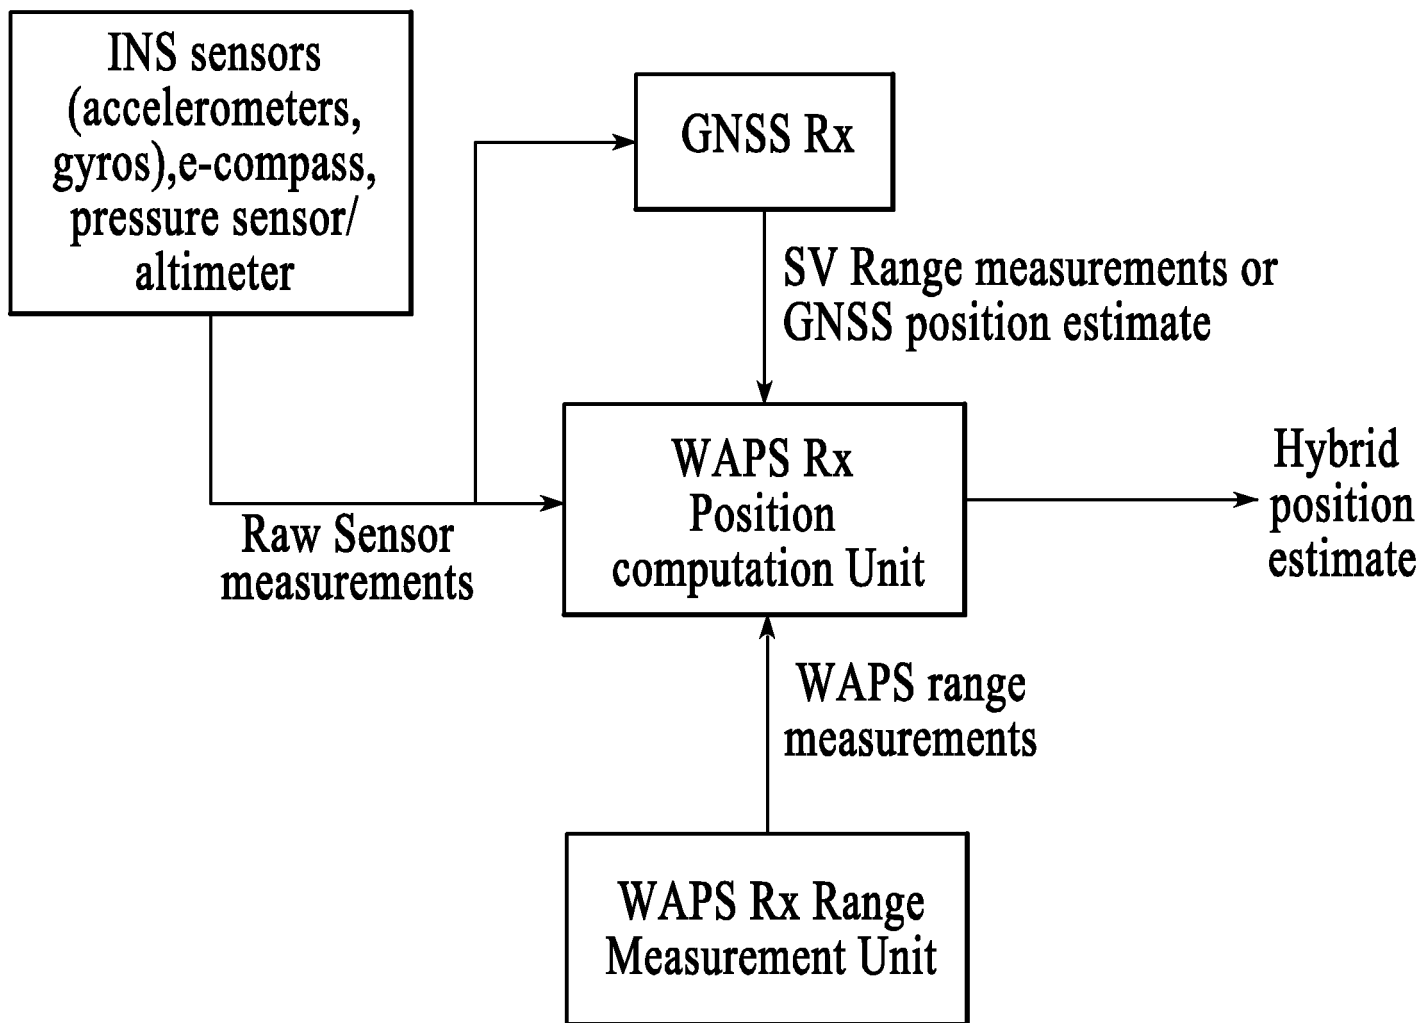 INS sensors
(accelerometers,
gyros),e-compass,
pressure sensor/
altimeter
GNSS Rx
SV Range measurements or
GNSS position estimate
WAPS Rx
Position
computation Unit
Hybrid
position
estimate
Raw Sensor
measurements
WAPS range
measurements
WAPS Rx Range
Measurement Unit